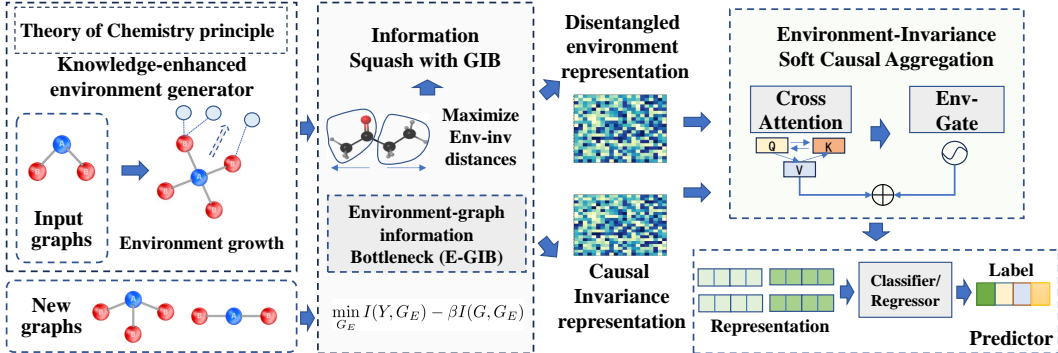 Theory of Chemistry principle
Knowledge-enhanced
environment generator
A
B
B
Input
graphs
B
B
A
B
B
Environment growth
New
graphs
A
B
B
B
B
A
B
Information
Squash with GIB
Maximize
Env-inv
distances
Environment-graph
information
Bottleneck (E-GIB)
min I(Y, G_E) − βI(G, G_E)
G_E
Disentangled
environment
representation
Causal
Invariance
representation
Environment-Invariance
Soft Causal Aggregation
Cross
Attention
Q
K
V
Env-
Gate
Representation
Classifier/
Regressor
Label
Predictor